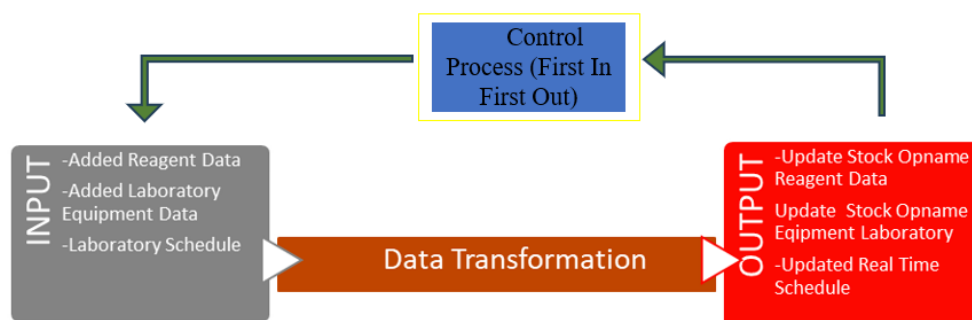 Control
Process (First In
First Out)
INPUT
-Added Reagent Data
-Added Laboratory
Equipment Data
-Laboratory Schedule
Data Transformation
OUTPUT
-Update Stock Opname
Reagent Data
Update Stock Opname
Eqipment Laboratory
-Updated Real Time
Schedule